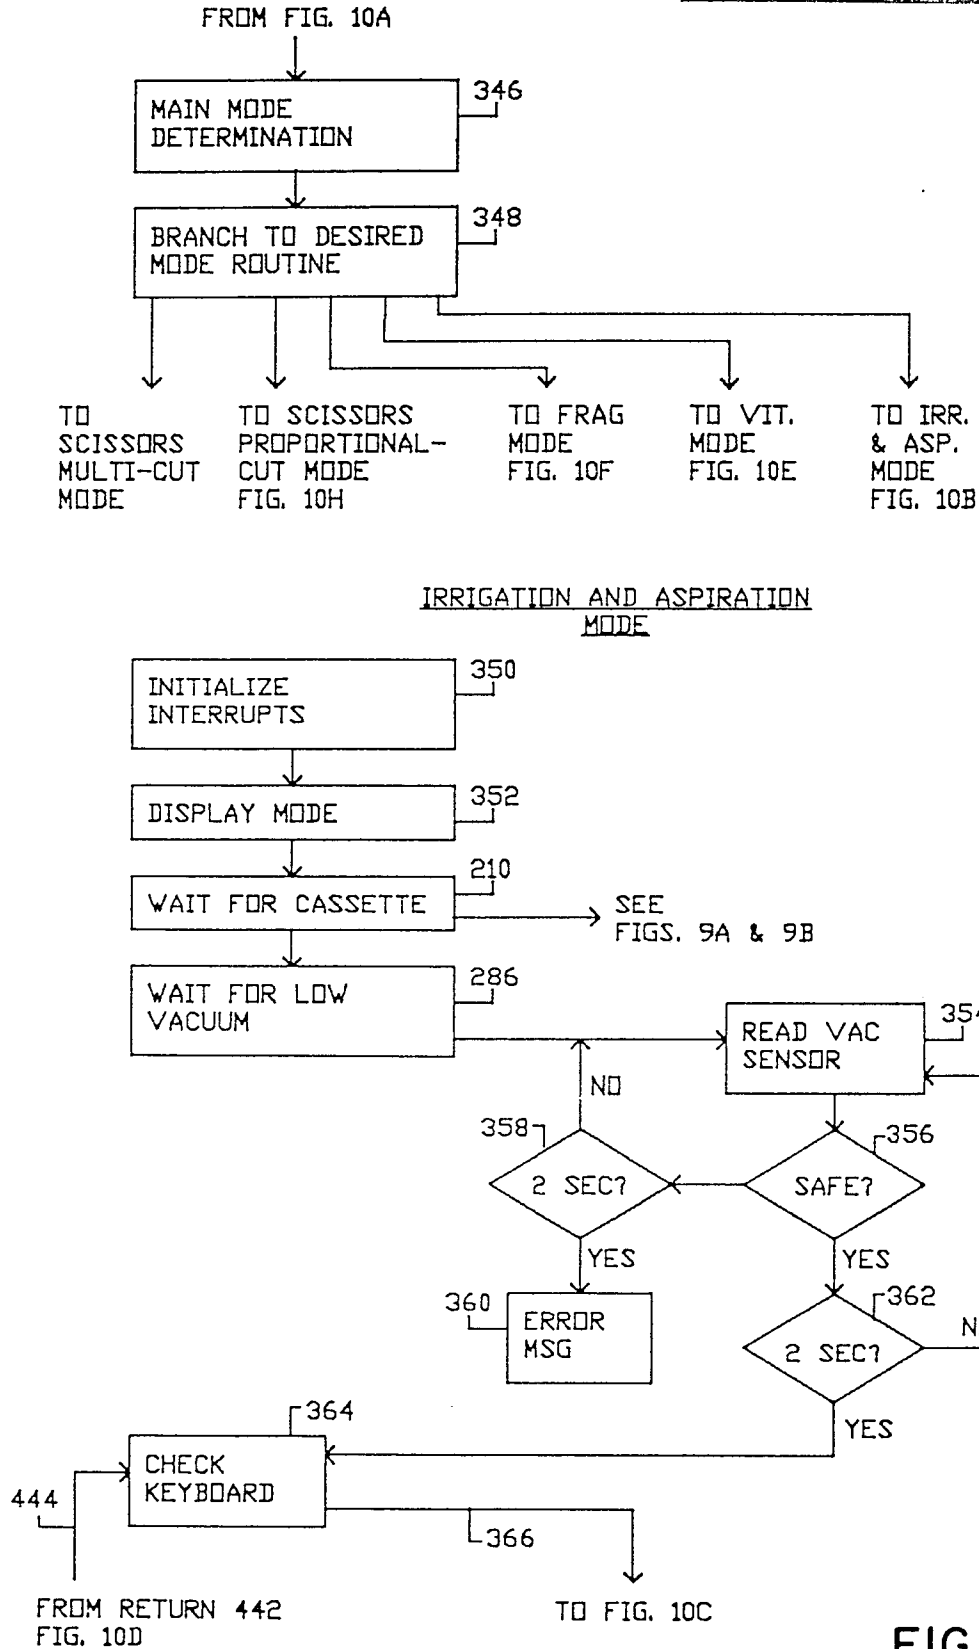 FROM FIG. 10A
346
MAIN MODE
DETERMINATION
348
BRANCH TO DESIRED
MODE ROUTINE
TO
SCISSORS
MULTI-CUT
MODE
TO SCISSORS
PROPORTIONAL-
CUT MODE
FIG. 10H
TO FRAG
MODE
FIG. 10F
TO VIT.
MODE
FIG. 10E
TO IRR.
& ASP.
MODE
FIG. 10B
IRRIGATION AND ASPIRATION
MODE
350
INITIALIZE
INTERRUPTS
352
DISPLAY MODE
210
WAIT FOR CASSETTE
SEE
FIGS. 9A & 9B
286
WAIT FOR LOW
VACUUM
354
READ VAC
SENSOR
NO
358
2 SEC?
356
SAFE?
YES
YES
360
ERROR
MSG
362
2 SEC?
N
YES
364
CHECK
KEYBOARD
444
366
FROM RETURN 442
FIG. 10D
TO FIG. 10C
FIG